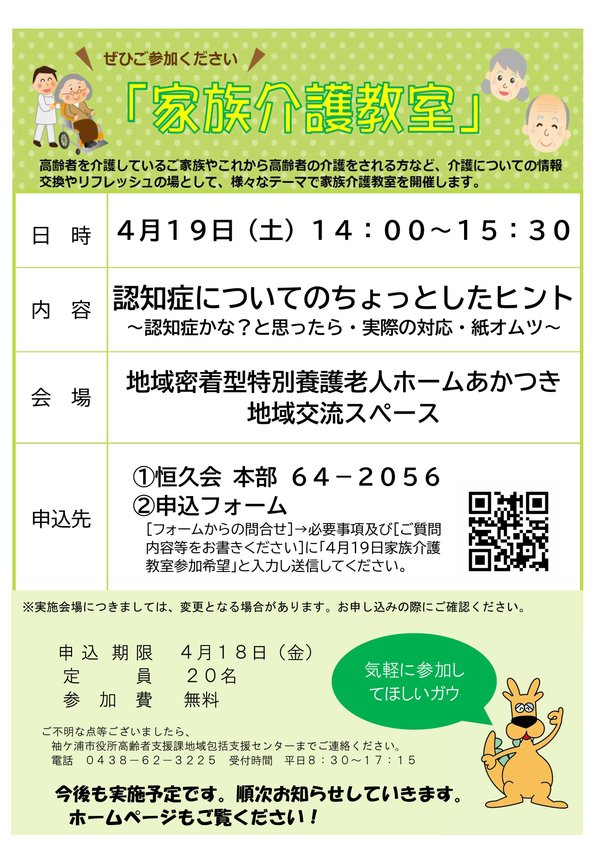 ぜひご参加ください
「家族介護教室」
高齢者を介護しているご家族やこれから高齢者の介護をされる方など、介護についての情報
交換やリフレッシュの場として、様々なテーマで家族介護教室を開催します。
日　時
４月１９日（土）１４：００～１５：３０
内　容
認知症についてのちょっとしたヒント
～認知症かな？と思ったら・実際の対応・紙オムツ～
会　場
地域密着型特別養護老人ホームあかつき
地域交流スペース
申込先
①恒久会 本部 ６４－２０５６
②申込フォーム
［フォームからの問合せ］→必要事項及び［ご質問
内容等をお書きください］に「４月１９日家族介護
教室参加希望」と入力し送信してください。
※実施会場につきましては、変更となる場合があります。お申し込みの際にご確認ください。
申 込 期 限　４月１８日（金）
定　　　員　２０名
参　加　費　無料
気軽に参加し
てほしいガウ
ご不明な点等ございましたら、
袖ケ浦市役所高齢者支援課地域包括支援センターまでご連絡ください。
電話　０４３８－６２－３２２５　受付時間　平日８：３０～１７：１５
今後も実施予定です。順次お知らせしていきます。
ホームページもご覧ください！